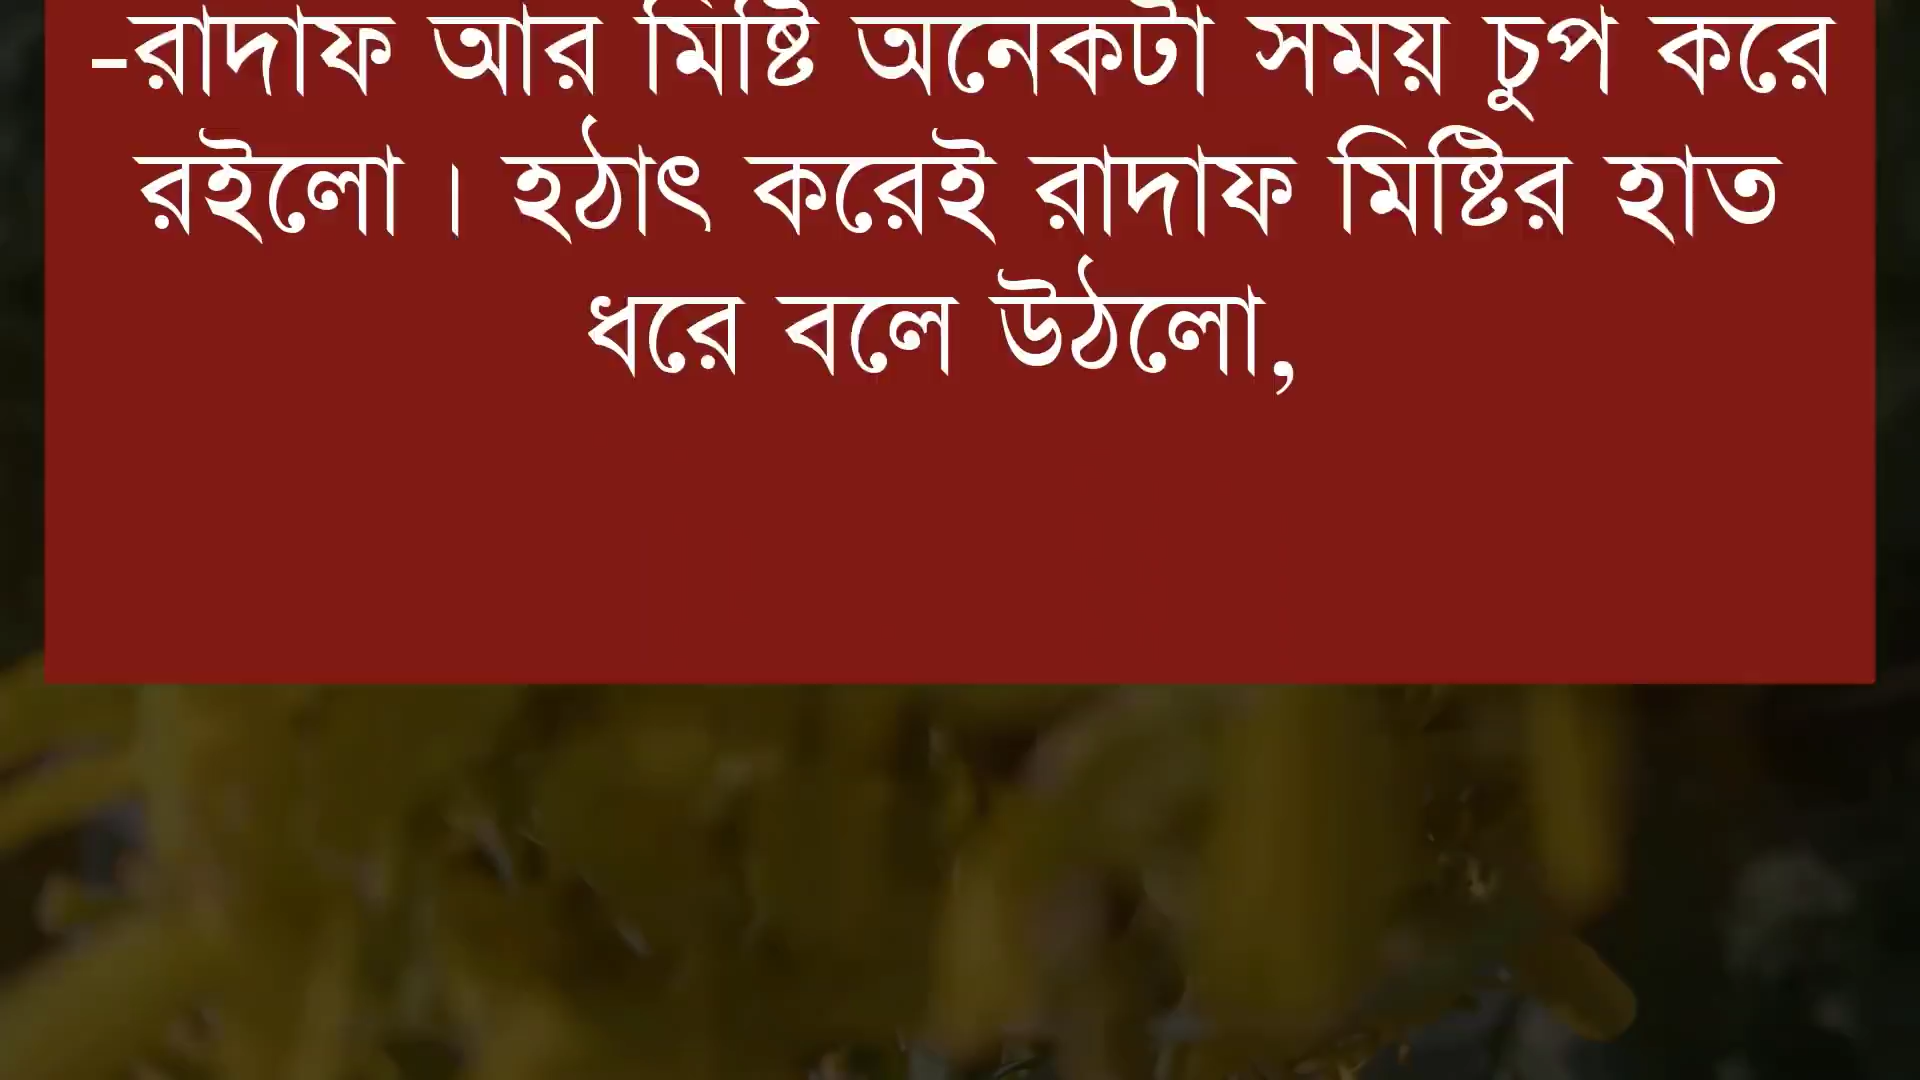 -রাদাফ আর মিষ্টি অনেকটা সময় চুপ করে
রইলো । হঠাৎ করেই রাদাফ মিষ্টির হাত
ধরে বলে উঠলো,